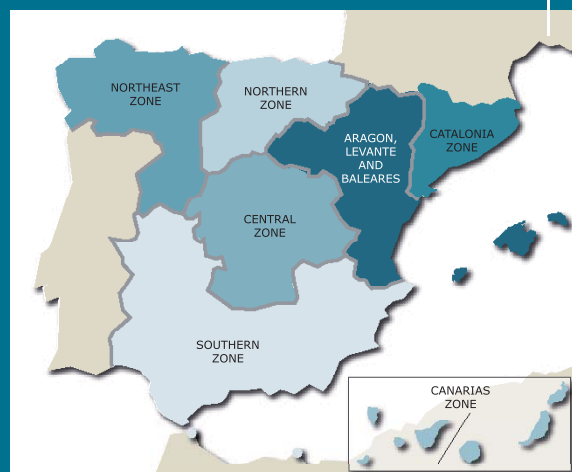 NORTHEAST
ZONE
NORTHERN
ZONE
ARAGON,
LEVANTE
AND
BALEARES
CATALONIA
ZONE
CENTRAL
ZONE
SOUTHERN
ZONE
CANARIAS
ZONE